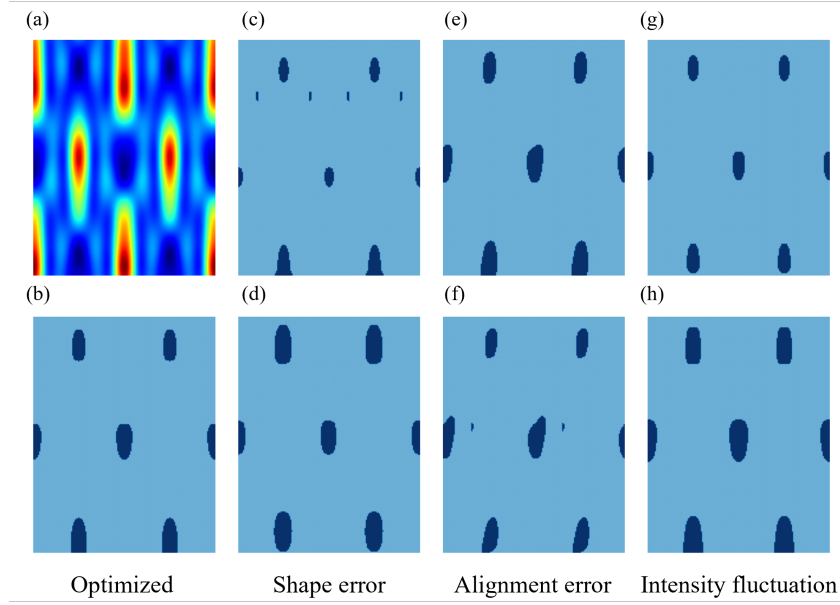 (a)
(c)
(e)
(g)
(b)
(d)
(f)
(h)
Optimized
Shape error
Alignment error
Intensity fluctuation